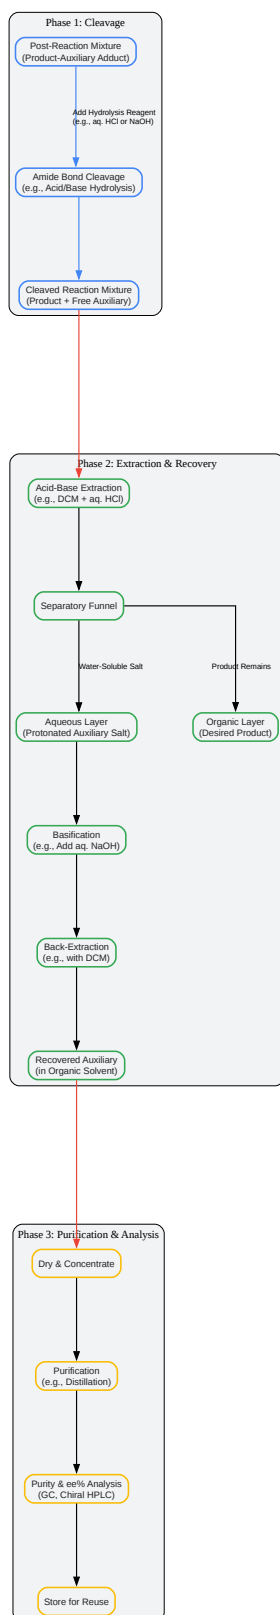 Phase 1: Cleavage
Post-Reaction Mixture
(Product-Auxiliary Adduct)
Add Hydrolysis Reagent
(e.g., aq. HCl or NaOH)
Amide Bond Cleavage
(e.g., Acid/Base Hydrolysis)
Cleaved Reaction Mixture
(Product + Free Auxiliary)
Phase 2: Extraction & Recovery
Acid-Base Extraction
(e.g., DCM + aq. HCl)
Separatory Funnel
Water-Soluble Salt
Product Remains
Aqueous Layer
(Protonated Auxiliary Salt)
Organic Layer
(Desired Product)
Basification
(e.g., Add aq. NaOH)
Back-Extraction
(e.g., with DCM)
Recovered Auxiliary
(in Organic Solvent)
Phase 3: Purification & Analysis
Dry & Concentrate
Purification
(e.g., Distillation)
Purity & ee% Analysis
(GC, Chiral HPLC)
Store for Reuse